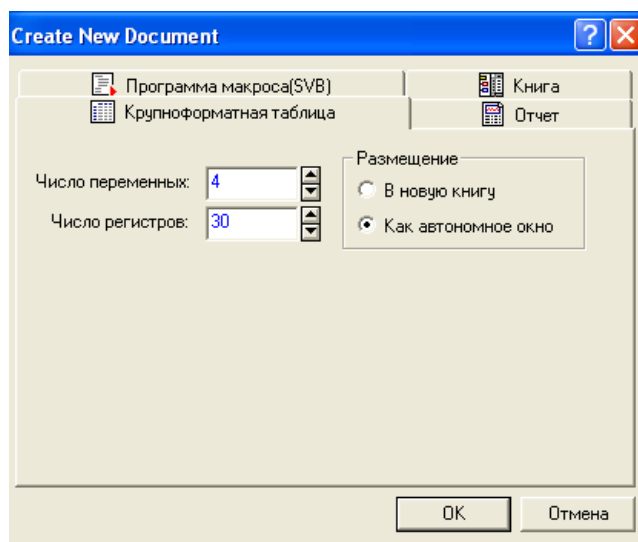 Create New Document
Программа макроса(SVB) Книга
Крупноформатная таблица Отчет
Размещение
Число переменных: 4 В новую книгу
Число регистров: 30 Как автономное окно
OK Отмена